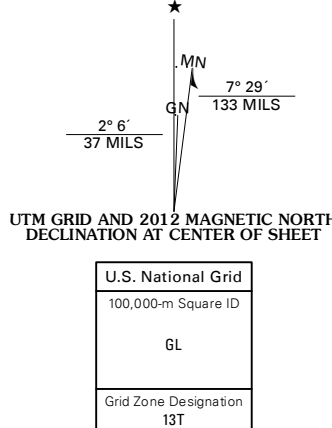 ★
MN
7° 29´
133 MILS
GN
2° 6´
37 MILS
UTM GRID AND 2012 MAGNETIC NORTH
DECLINATION AT CENTER OF SHEET
U.S. National Grid
100,000-m Square ID
GL
Grid Zone Designation
13T